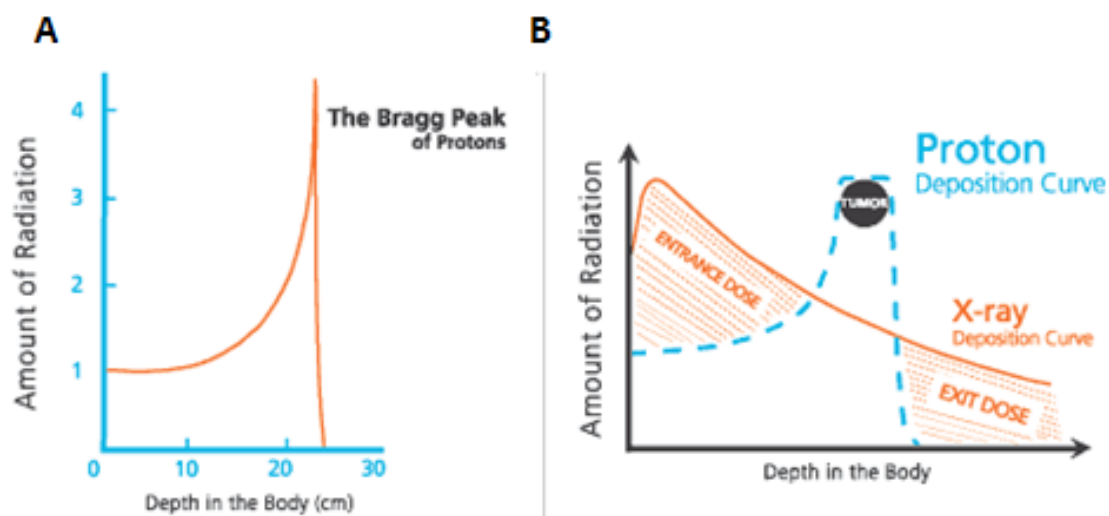 A
B
4
3
2
1
Amount of Radiation
The Bragg Peak
of Protons
0 10 20 30
Depth in the Body (cm)
Amount of Radiation
Proton
Deposition Curve
TUMOR
ENTRANCE DOSE
X-ray
Deposition Curve
EXIT DOSE
Depth in the Body